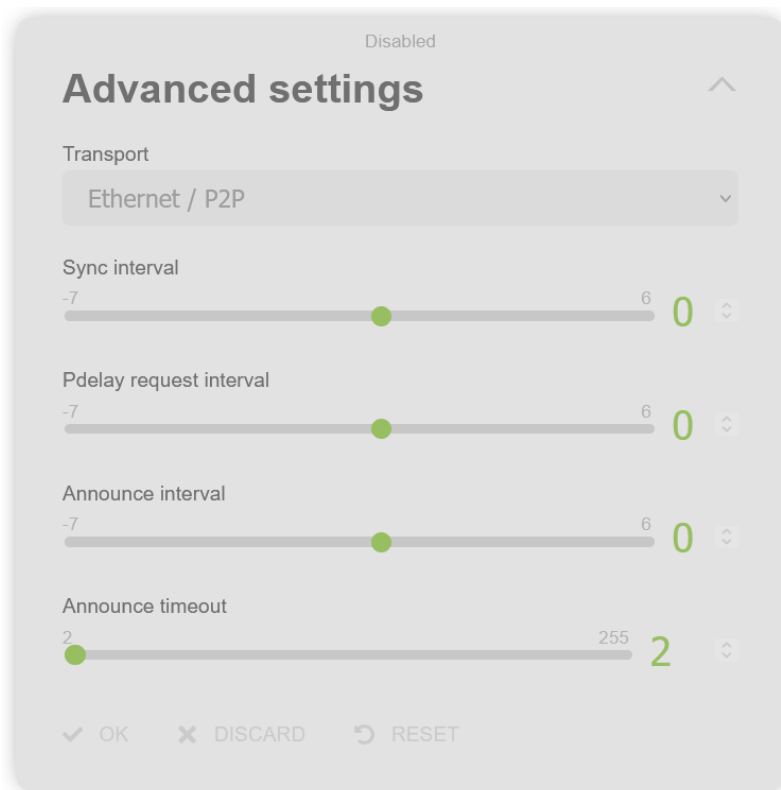 Disabled
Advanced settings
Transport
Ethernet / P2P
Sync interval
-7 6 0
Pdelay request interval
-7 6 0
Announce interval
-7 6 0
Announce timeout
2 255 2
OK DISCARD RESET